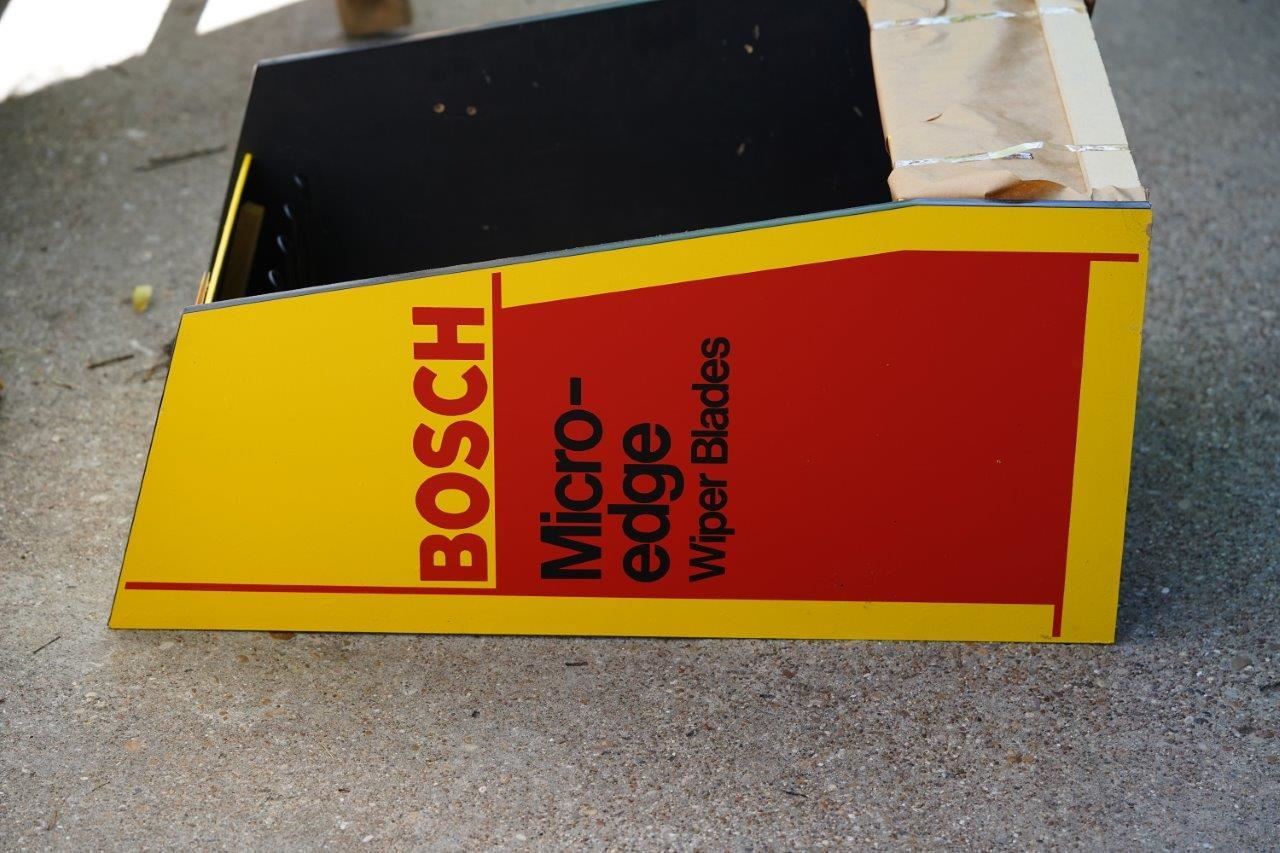 BOSCH
Micro-
edge
Wiper Blades